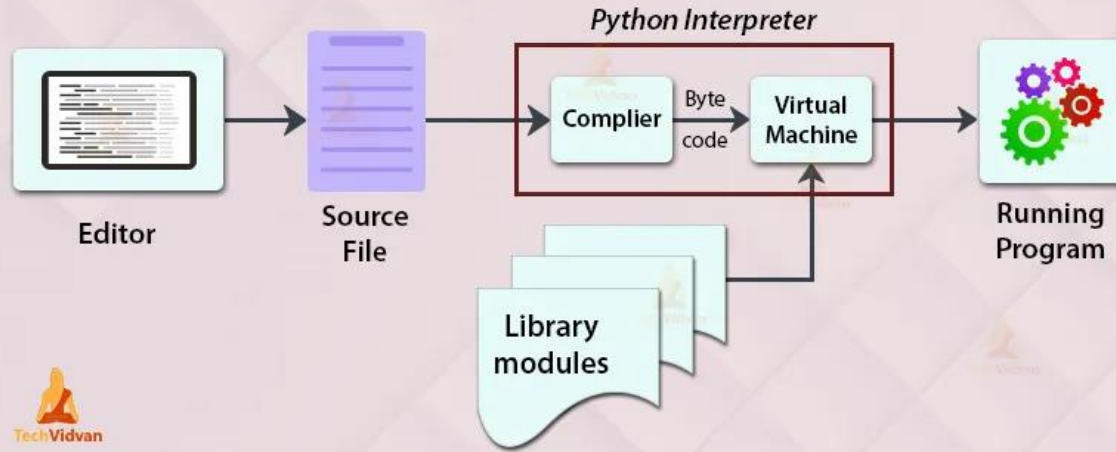 Python Interpreter
Editor
Source
File
Complier
Byte
code
Virtual
Machine
Running
Program
Library
modules
TechVidvan